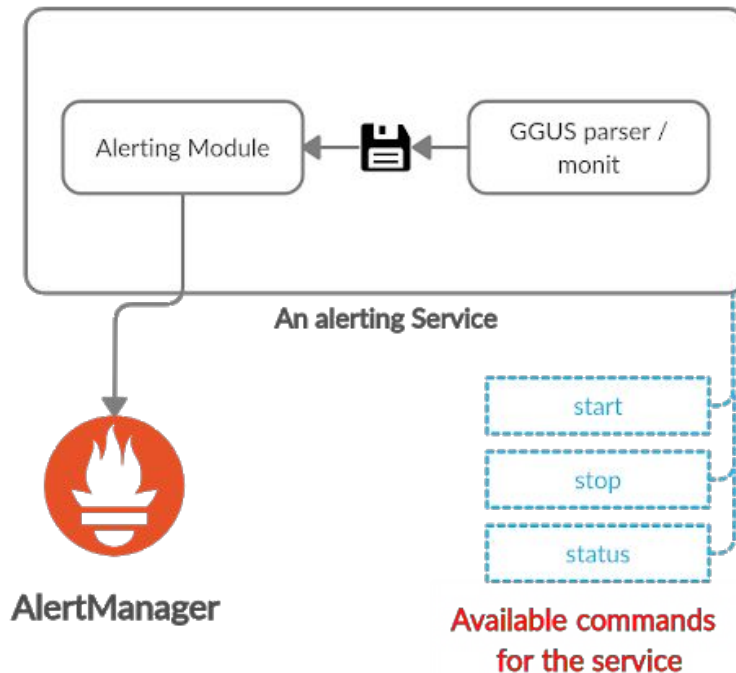 Alerting Module
GGUS parser /
monit
An alerting Service
start
stop
status
AlertManager
Available commands
for the service